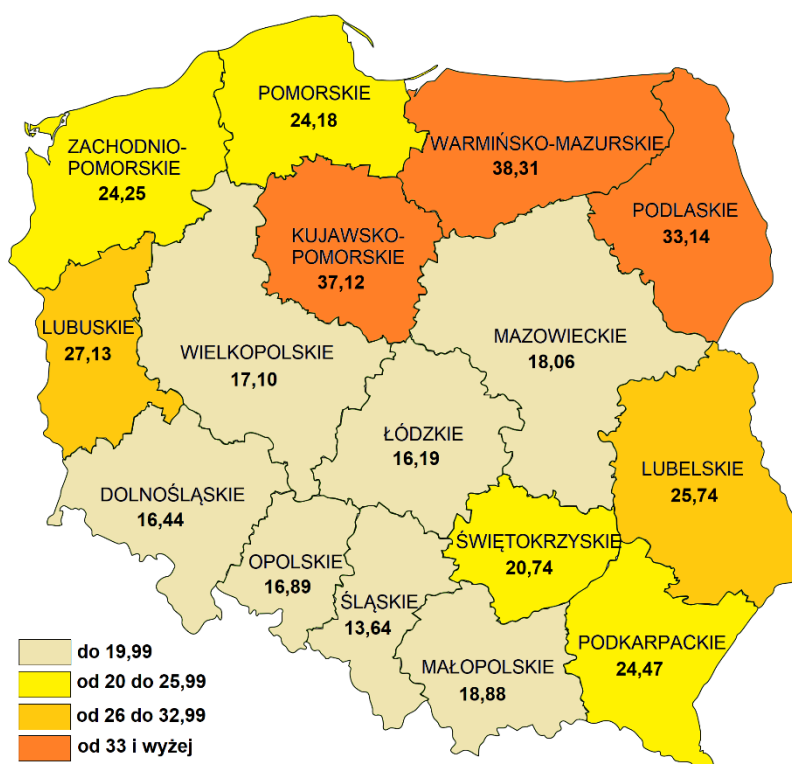 POMORSKIE
24,18
ZACHODNIO-
POMORSKIE
24,25
WARMIŃSKO-MAZURSKIE
38,31
PODLASKIE
33,14
KUJAWSKO-
POMORSKIE
37,12
LUBUSKIE
27,13
WIELKOPOLSKIE
17,10
MAZOWIECKIE
18,06
ŁÓDZKIE
16,19
LUBELSKIE
25,74
DOLNOŚLĄSKIE
16,44
OPOLSKIE
16,89
ŚLĄSKIE
13,64
ŚWIĘTOKRZYSKIE
20,74
MAŁOPOLSKIE
18,88
PODKARPACKIE
24,47
do 19,99
od 20 do 25,99
od 26 do 32,99
od 33 i wyżej